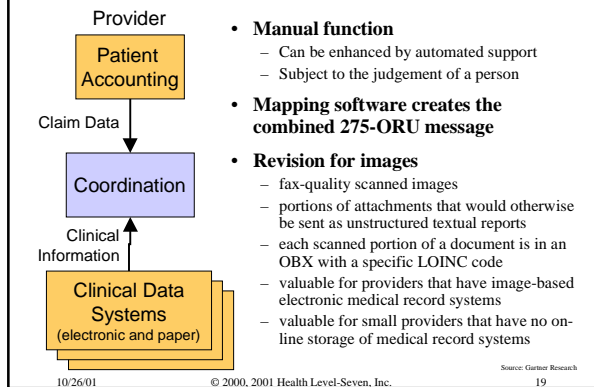 Provider
Patient
Accounting
Claim Data
Coordination
Clinical
Information
Clinical Data
Systems
(electronic and paper)
• Manual function
– Can be enhanced by automated support
– Subject to the judgement of a person
• Mapping software creates the
combined 275-ORU message
• Revision for images
– fax-quality scanned images
– portions of attachments that would otherwise
be sent as unstructured textual reports
– each scanned portion of a document is in an
OBX with a specific LOINC code
– valuable for providers that have image-based
electronic medical record systems
– valuable for small providers that have no on-
line storage of medical record systems
Source: Gartner Research
10/26/01 © 2000, 2001 Health Level-Seven, Inc. 19